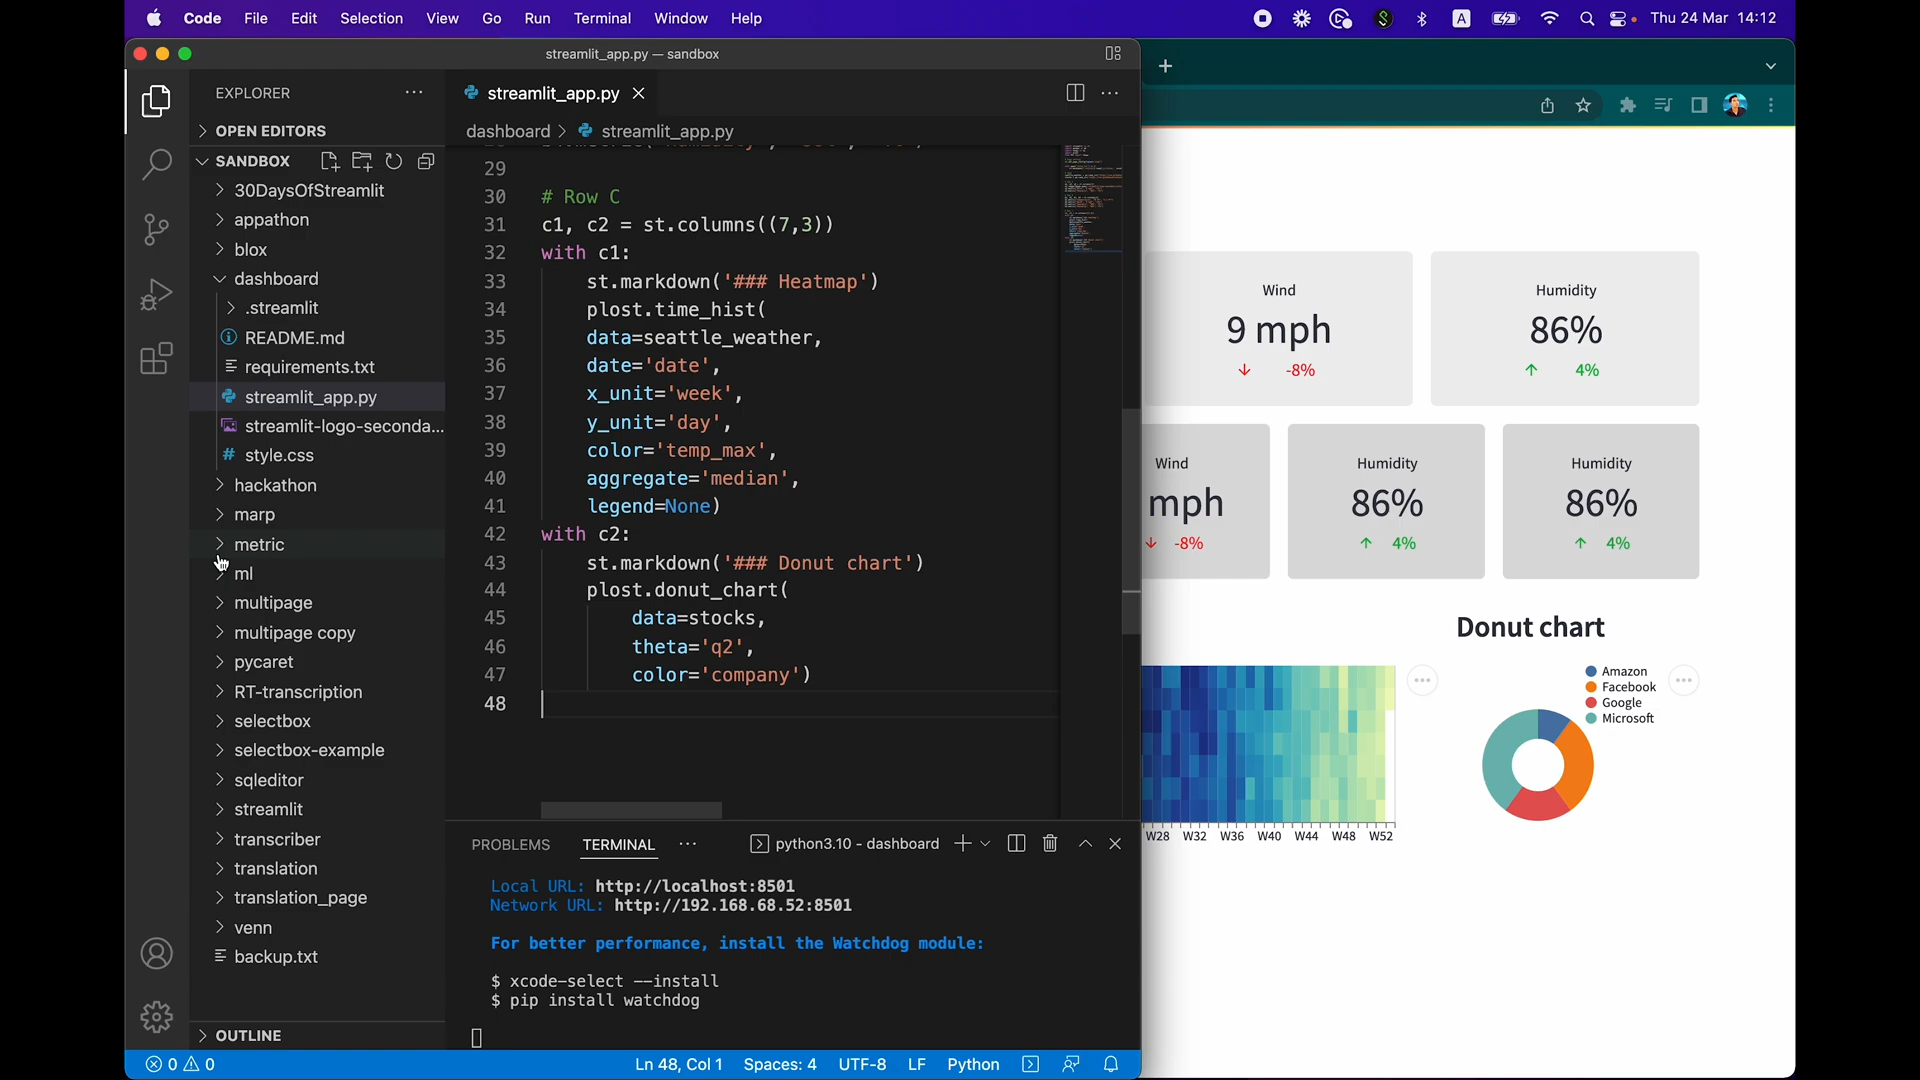 Code File Edit Selection View Go Run Terminal Window Help
A
Thu 24 Mar 14:12
streamlit_app.py — sandbox
EXPLORER
OPEN EDITORS
SANDBOX
30DaysOfStreamlit
appathon
blox
dashboard
.streamlit
README.md
requirements.txt
streamlit_app.py
streamlit-logo-seconda...
style.css
hackathon
marp
metric
ml
multipage
multipage copy
pycaret
RT-transcription
selectbox
selectbox-example
sqleditor
streamlit
transcriber
translation
translation_page
venn
backup.txt
OUTLINE
streamlit_app.py
dashboard > streamlit_app.py
29
30 # Row C
31 c1, c2 = st.columns((7,3))
32 with c1:
33 st.markdown('### Heatmap')
34 plost.time_hist(
35 data=seattle_weather,
36 date='date',
37 x_unit='week',
38 y_unit='day',
39 color='temp_max',
40 aggregate='median',
41 legend=None)
42 with c2:
43 st.markdown('### Donut chart')
44 plost.donut_chart(
45 data=stocks,
46 theta='q2',
47 color='company')
48
PROBLEMS TERMINAL ... python3.10 - dashboard
Local URL: http://localhost:8501
Network URL: http://192.168.68.52:8501
For better performance, install the Watchdog module:
$ xcode-select --install
$ pip install watchdog
0 0
Ln 48, Col 1 Spaces: 4 UTF-8 LF Python
Wind
9 mph
-8%
Humidity
86%
4%
Wind
mph
-8%
Humidity
86%
4%
Humidity
86%
4%
Donut chart
Amazon
Facebook
Google
Microsoft
W28 W32 W36 W40 W44 W48 W52